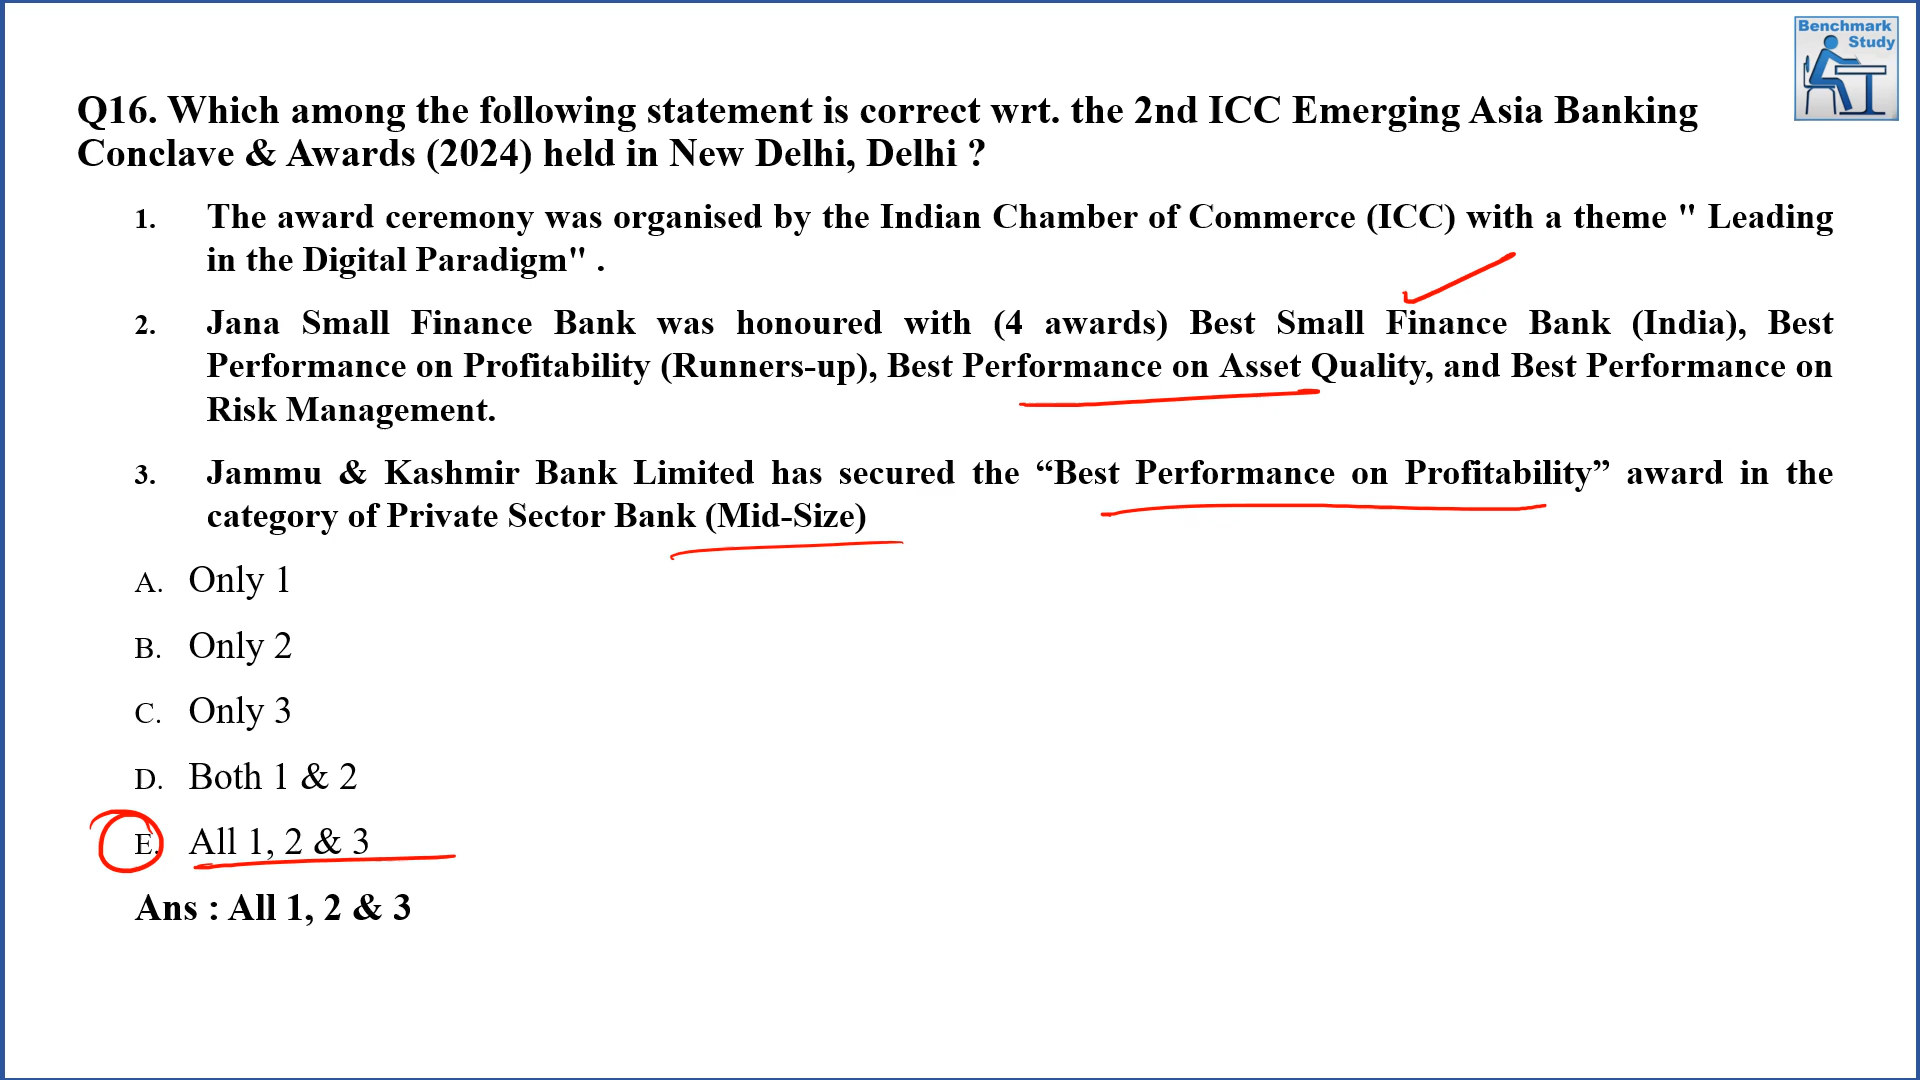 Benchmark
Study
Q16. Which among the following statement is correct wrt. the 2nd ICC Emerging Asia Banking
Conclave & Awards (2024) held in New Delhi, Delhi ?
1. The award ceremony was organised by the Indian Chamber of Commerce (ICC) with a theme " Leading
in the Digital Paradigm" .
2. Jana Small Finance Bank was honoured with (4 awards) Best Small Finance Bank (India), Best
Performance on Profitability (Runners-up), Best Performance on Asset Quality, and Best Performance on
Risk Management.
3. Jammu & Kashmir Bank Limited has secured the “Best Performance on Profitability” award in the
category of Private Sector Bank (Mid-Size)
A. Only 1
B. Only 2
C. Only 3
D. Both 1 & 2
E. All 1, 2 & 3
Ans : All 1, 2 & 3